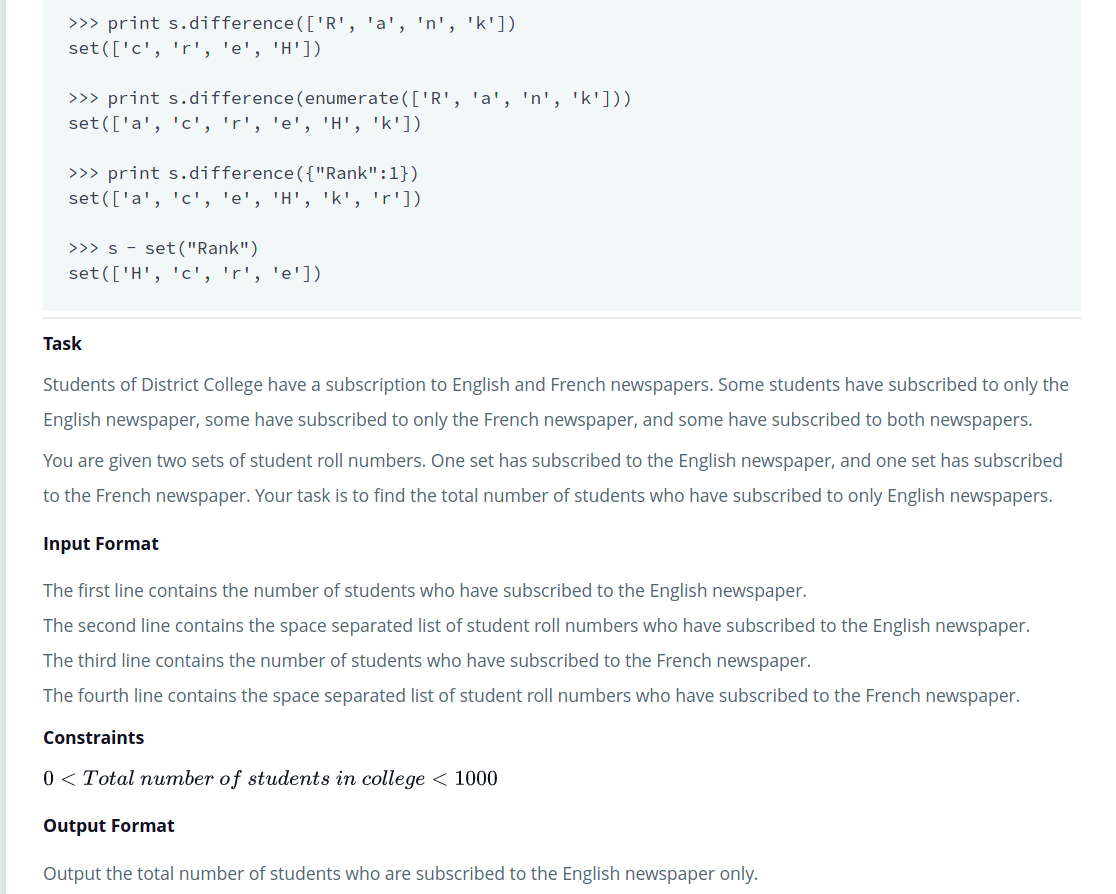 >>> print s.difference(['R', 'a', 'n', 'k'])
set(['c', 'r', 'e', 'H'])
>>> print s.difference(enumerate(['R', 'a', 'n', 'k']))
set(['a', 'c', 'r', 'e', 'H', 'k'])
>>> print s.difference({"Rank":1})
set(['a', 'c', 'e', 'H', 'k', 'r'])
>>> s - set("Rank")
set(['H', 'c', 'r', 'e'])
Task
Students of District College have a subscription to English and French newspapers. Some students have subscribed to only the
English newspaper, some have subscribed to only the French newspaper, and some have subscribed to both newspapers.
You are given two sets of student roll numbers. One set has subscribed to the English newspaper, and one set has subscribed
to the French newspaper. Your task is to find the total number of students who have subscribed to only English newspapers.
Input Format
The first line contains the number of students who have subscribed to the English newspaper.
The second line contains the space separated list of student roll numbers who have subscribed to the English newspaper.
The third line contains the number of students who have subscribed to the French newspaper.
The fourth line contains the space separated list of student roll numbers who have subscribed to the French newspaper.
Constraints
0 < Total number of students in college < 1000
Output Format
Output the total number of students who are subscribed to the English newspaper only.